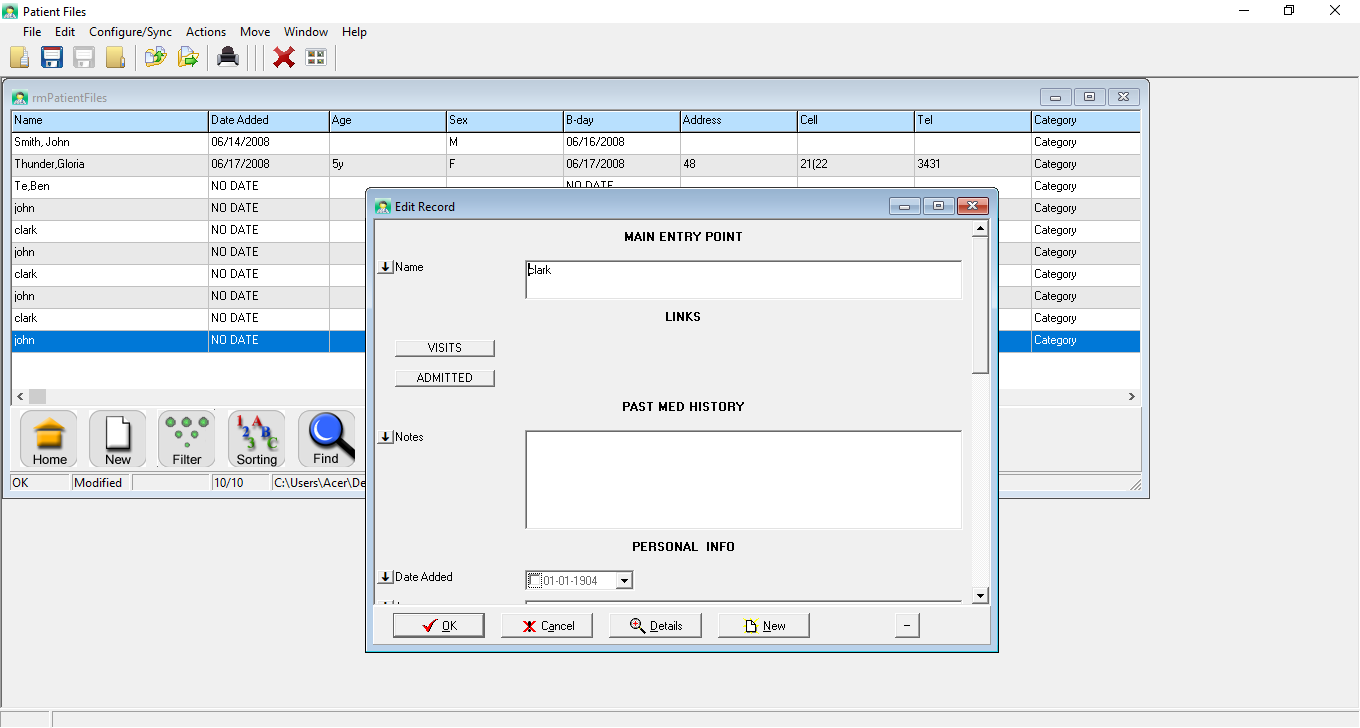 Patient Files
File Edit Configure/Sync Actions Move Window Help
rmPatientFiles
Name Date Added Age Sex B-day Address Cell Tel Category
Smith, John 06/14/2008 M 06/16/2008 Category
Thunder,Gloria 06/17/2008 5y F 06/17/2008 48 21(22 3431 Category
Te,Ben NO DATE NO DATE Category
john NO DATE Category
clark NO DATE Category
john NO DATE Category
clark NO DATE Category
john NO DATE Category
clark NO DATE Category
john NO DATE Category
Home New Filter Sorting Find
OK Modified 10/10 C:\Users\Acer\De
Edit Record
MAIN ENTRY POINT
Name clark
LINKS
VISITS
ADMITTED
PAST MED HISTORY
Notes
PERSONAL INFO
Date Added 01-01-1904
OK Cancel Details New –